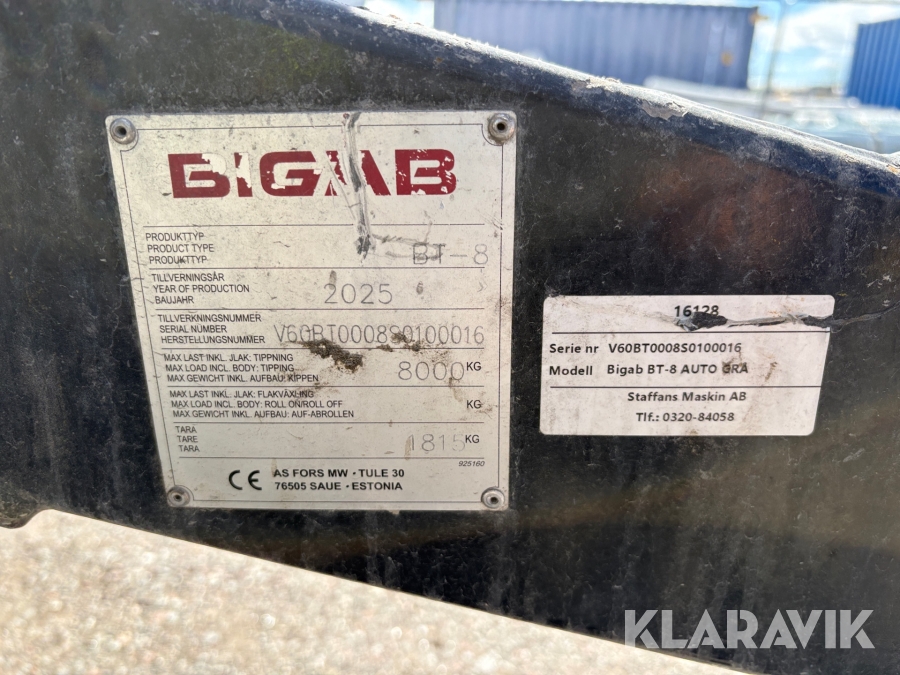 BIGAB
PRODUKTTYP
PRODUCT TYPE
PRODUKTTYP
BT-8
TILLVERNINGSÅR
YEAR OF PRODUCTION
BAUJAHR
2025
TILLVERKNINGSNUMMER
SERIAL NUMBER
HERSTELLUNGSNUMMER
V60BT0008S0100016
MAX LAST INKL. JLAK: TIPPNING
MAX LOAD INCL. BODY: TIPPING
MAX GEWICHT INKL. AUFBAU: KIPPEN
8000 KG
MAX LAST INKL. JLAK: FLAKVÄXLING
MAX LOAD INCL. BODY: ROLL ON/ROLL OFF
MAX GEWICHT INKL. AUFBAU: AUF-ABROLLEN
KG
TARA
TARE
TARA
1815 KG
925160
CE AS FORS MW · TULE 30
76505 SAUE · ESTONIA
16128
Serie nr V60BT0008S0100016
Modell Bigab BT-8 AUTO GRÅ
Staffans Maskin AB
Tlf.: 0320-84058
KLARAVIK